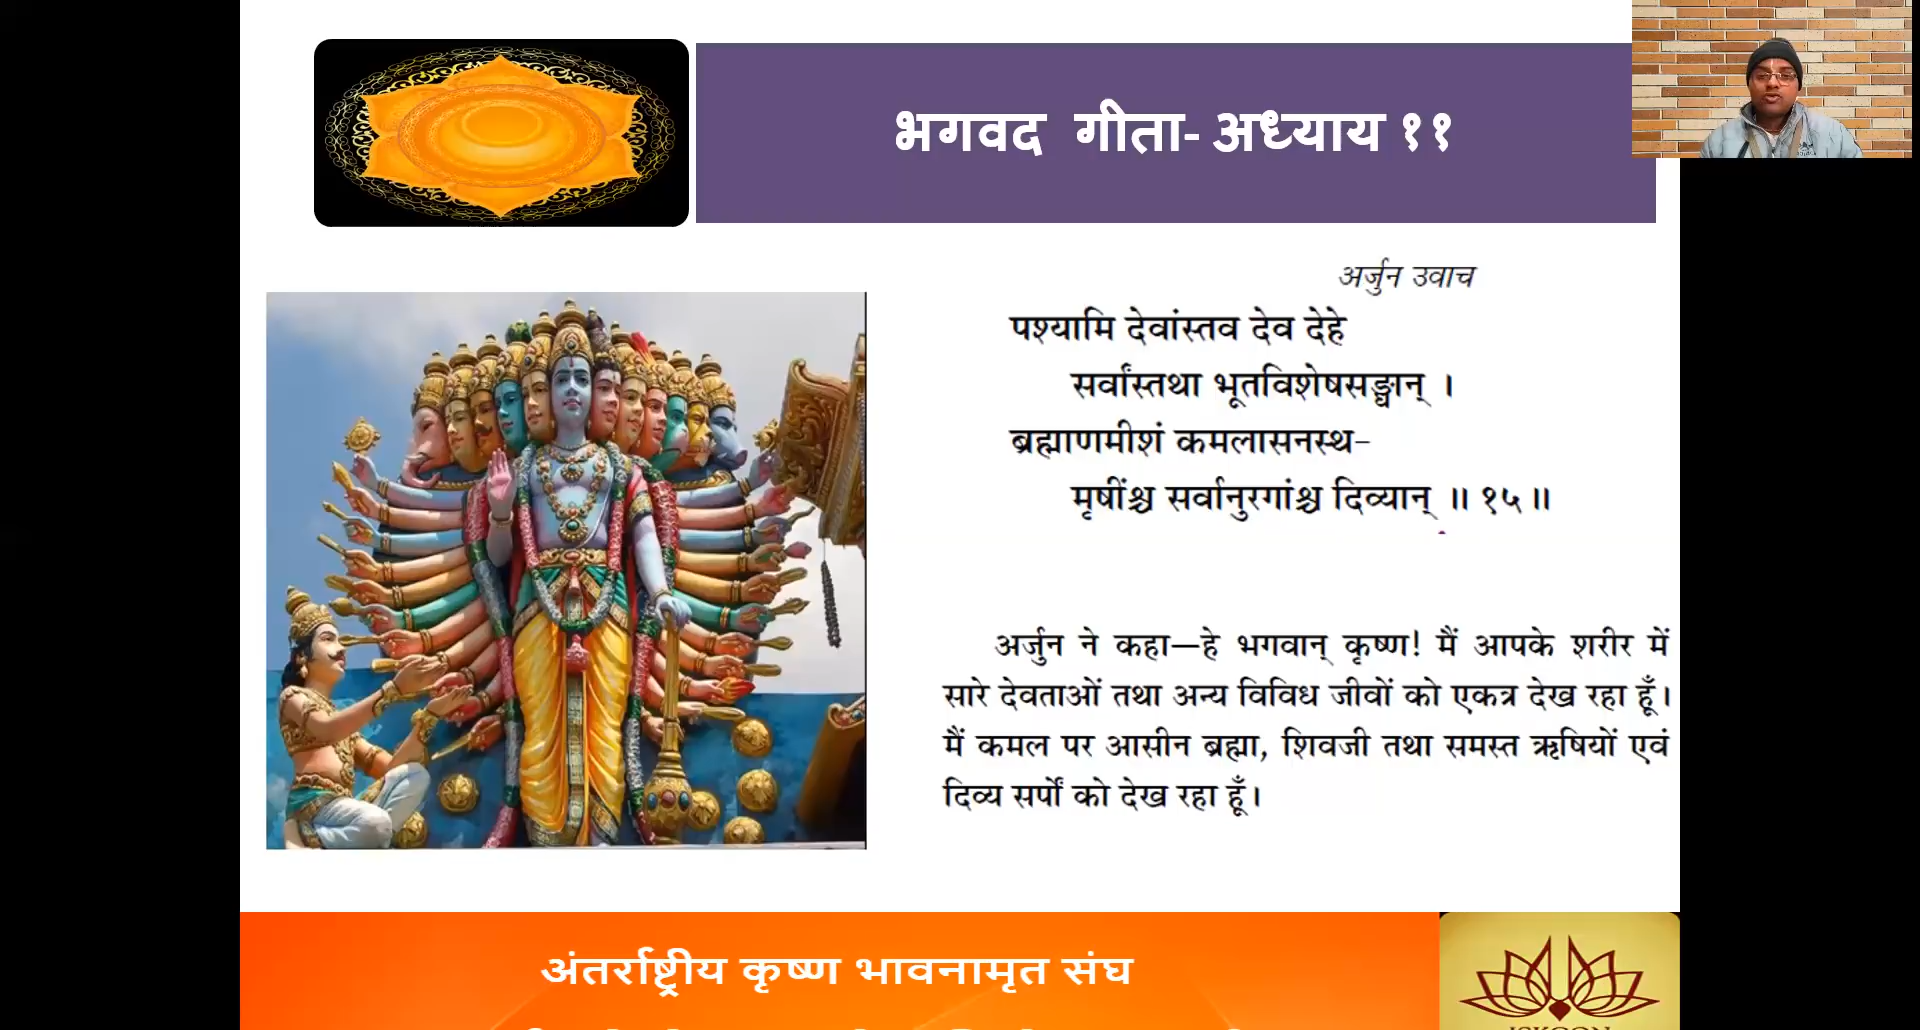 भगवद गीता- अध्याय ११
अर्जुन उवाच
पश्यामि देवांस्तव देव देहे
सर्वांस्तथा भूतविशेषसङ्घान् ।
ब्रह्माणमीशं कमलासनस्थ-
मृषींश्च सर्वानुरगांश्च दिव्यान् ॥ १५ ॥
अर्जुन ने कहा—हे भगवान् कृष्ण! मैं आपके शरीर में
सारे देवताओं तथा अन्य विविध जीवों को एकत्र देख रहा हूँ।
मैं कमल पर आसीन ब्रह्मा, शिवजी तथा समस्त ऋषियों एवं
दिव्य सर्पों को देख रहा हूँ।
अंतर्राष्ट्रीय कृष्ण भावनामृत संघ